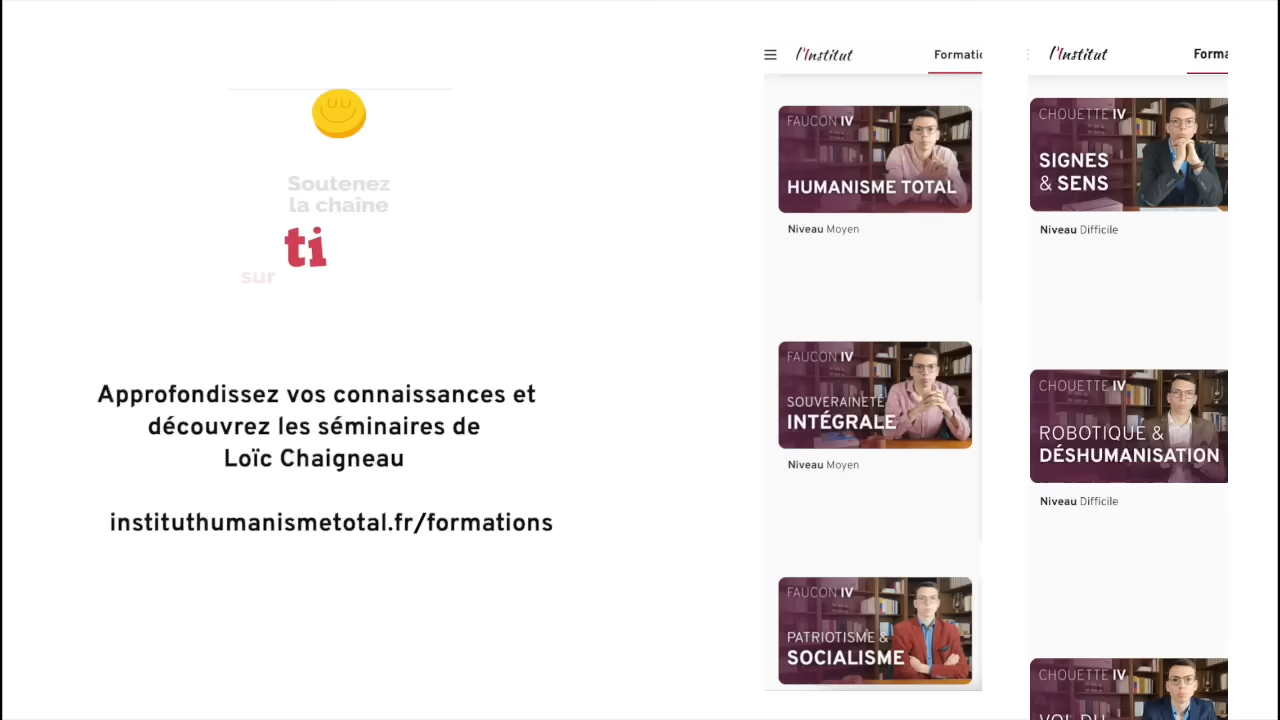 Soutenez
la chaîne
sur ti
Approfondissez vos connaissances et
découvrez les séminaires de
Loïc Chaigneau
instituthumanismetotal.fr/formations
l'Institut
Formatio
FAUCON IV
HUMANISME TOTAL
Niveau Moyen
FAUCON IV
SOUVERAINETÉ
INTÉGRALE
Niveau Moyen
FAUCON IV
PATRIOTISME &
SOCIALISME
l'Institut
Forma
CHOUETTE IV
SIGNES
& SENS
Niveau Difficile
CHOUETTE IV
ROBOTIQUE &
DÉSHUMANISATION
Niveau Difficile
CHOUETTE IV
VOL DU